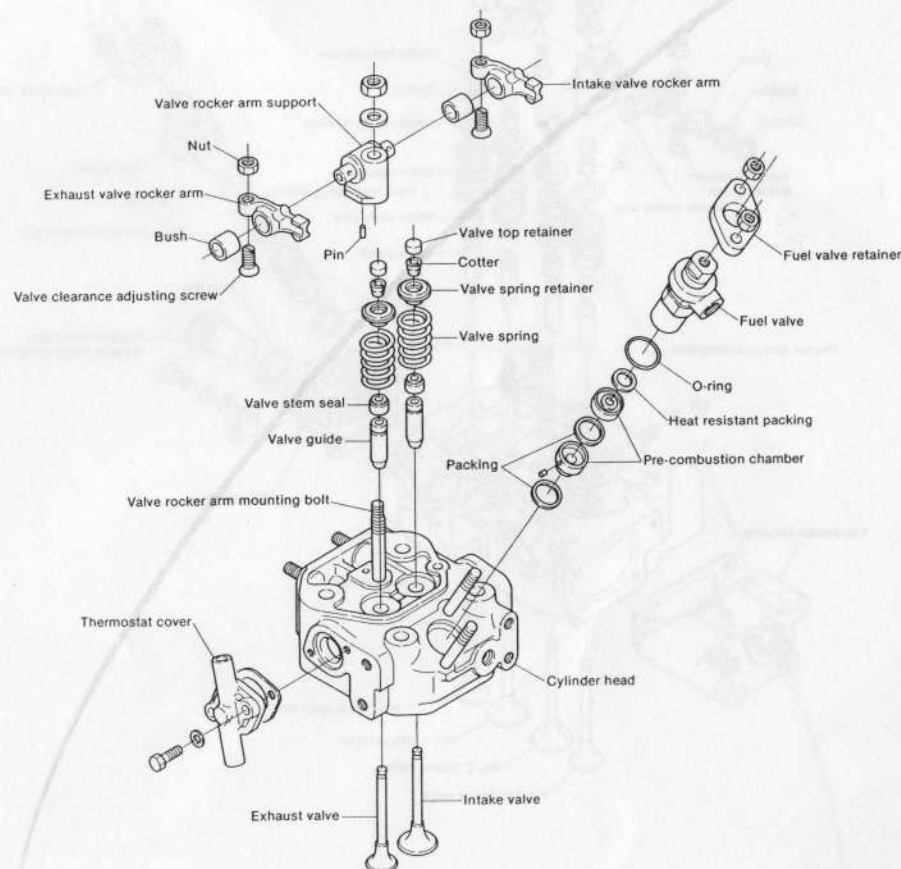 Intake valve rocker arm
Valve rocker arm support
Nut
Exhaust valve rocker arm
Bush
Pin
Valve clearance adjusting screw
Valve top retainer
Cotter
Valve spring retainer
Valve spring
Fuel valve retainer
Fuel valve
O-ring
Heat resistant packing
Pre-combustion chamber
Packing
Valve stem seal
Valve guide
Valve rocker arm mounting bolt
Thermostat cover
Cylinder head
Exhaust valve
Intake valve